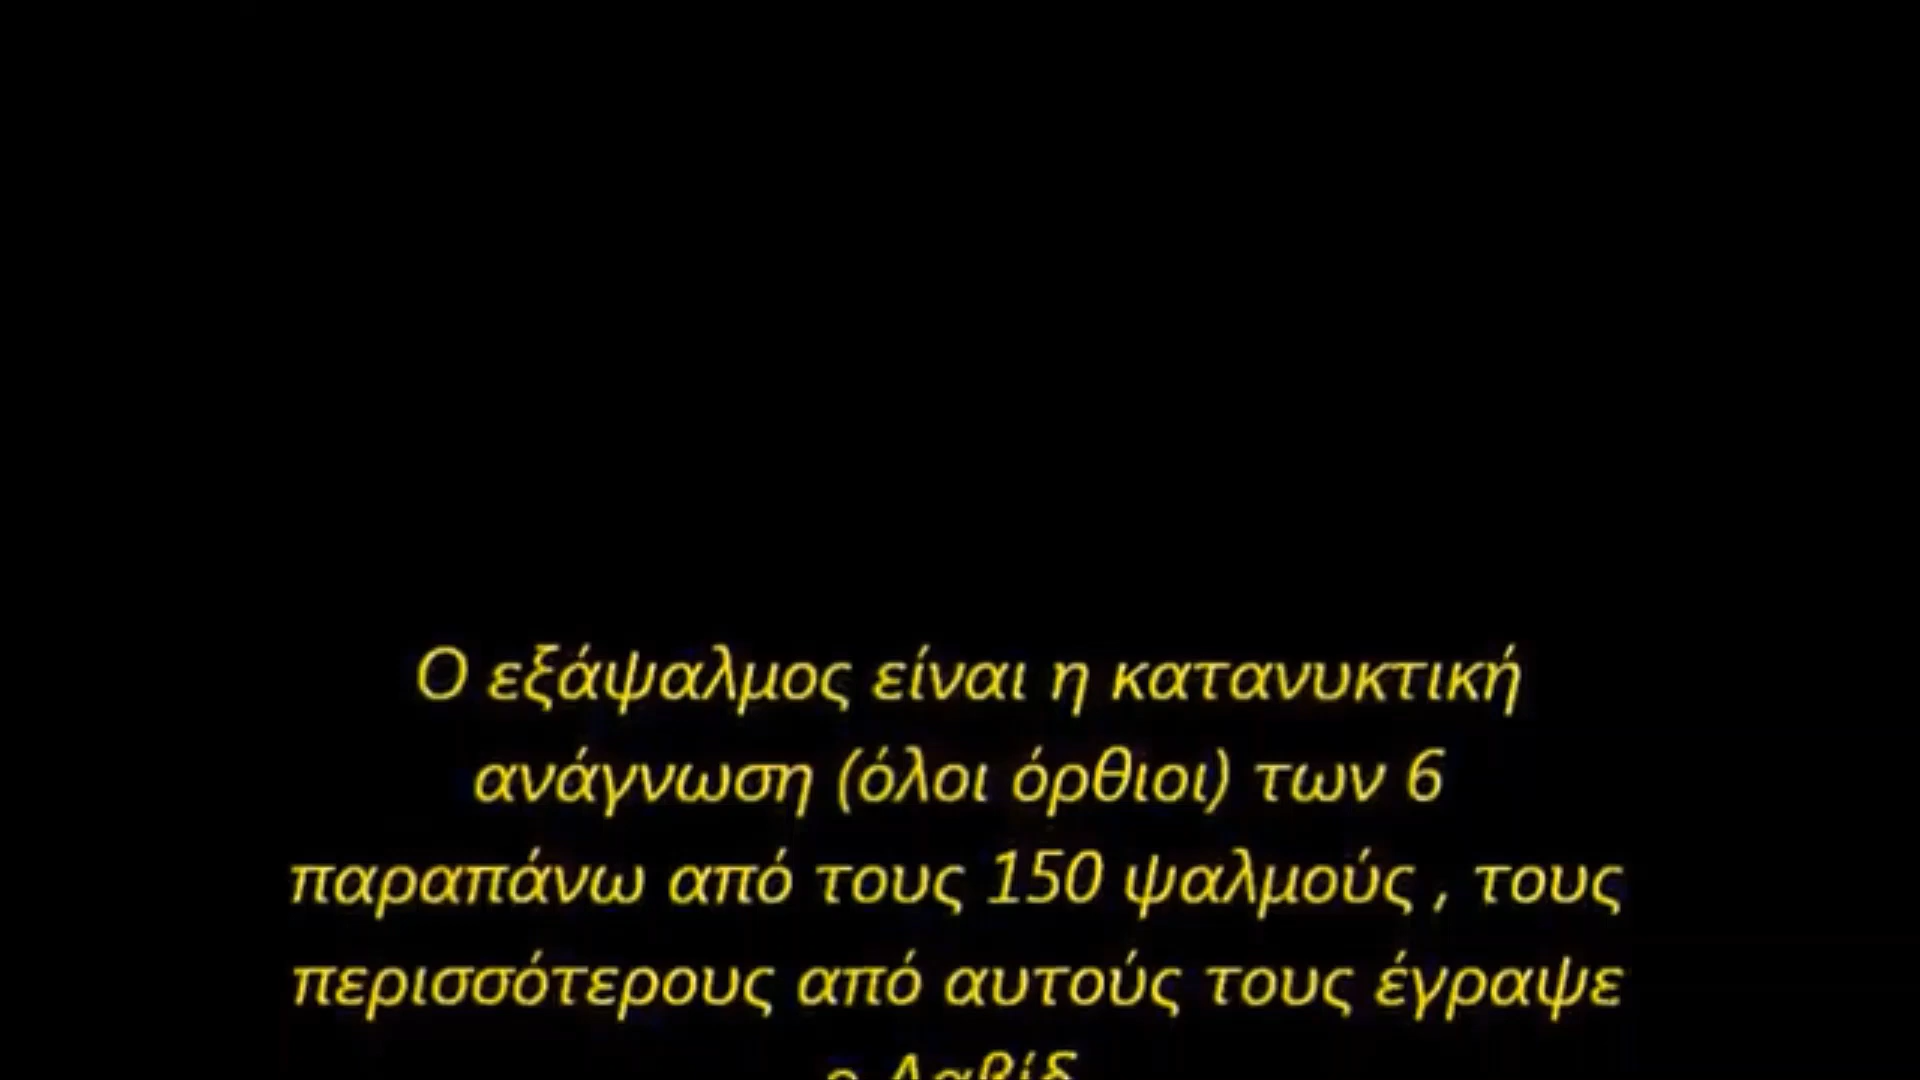 Ο εξάψαλμος είναι η κατανυκτική
ανάγνωση (όλοι όρθιοι) των 6
παραπάνω από τους 150 ψαλμούς , τους
περισσότερους από αυτούς τους έγραψε
ο Δαβίδ